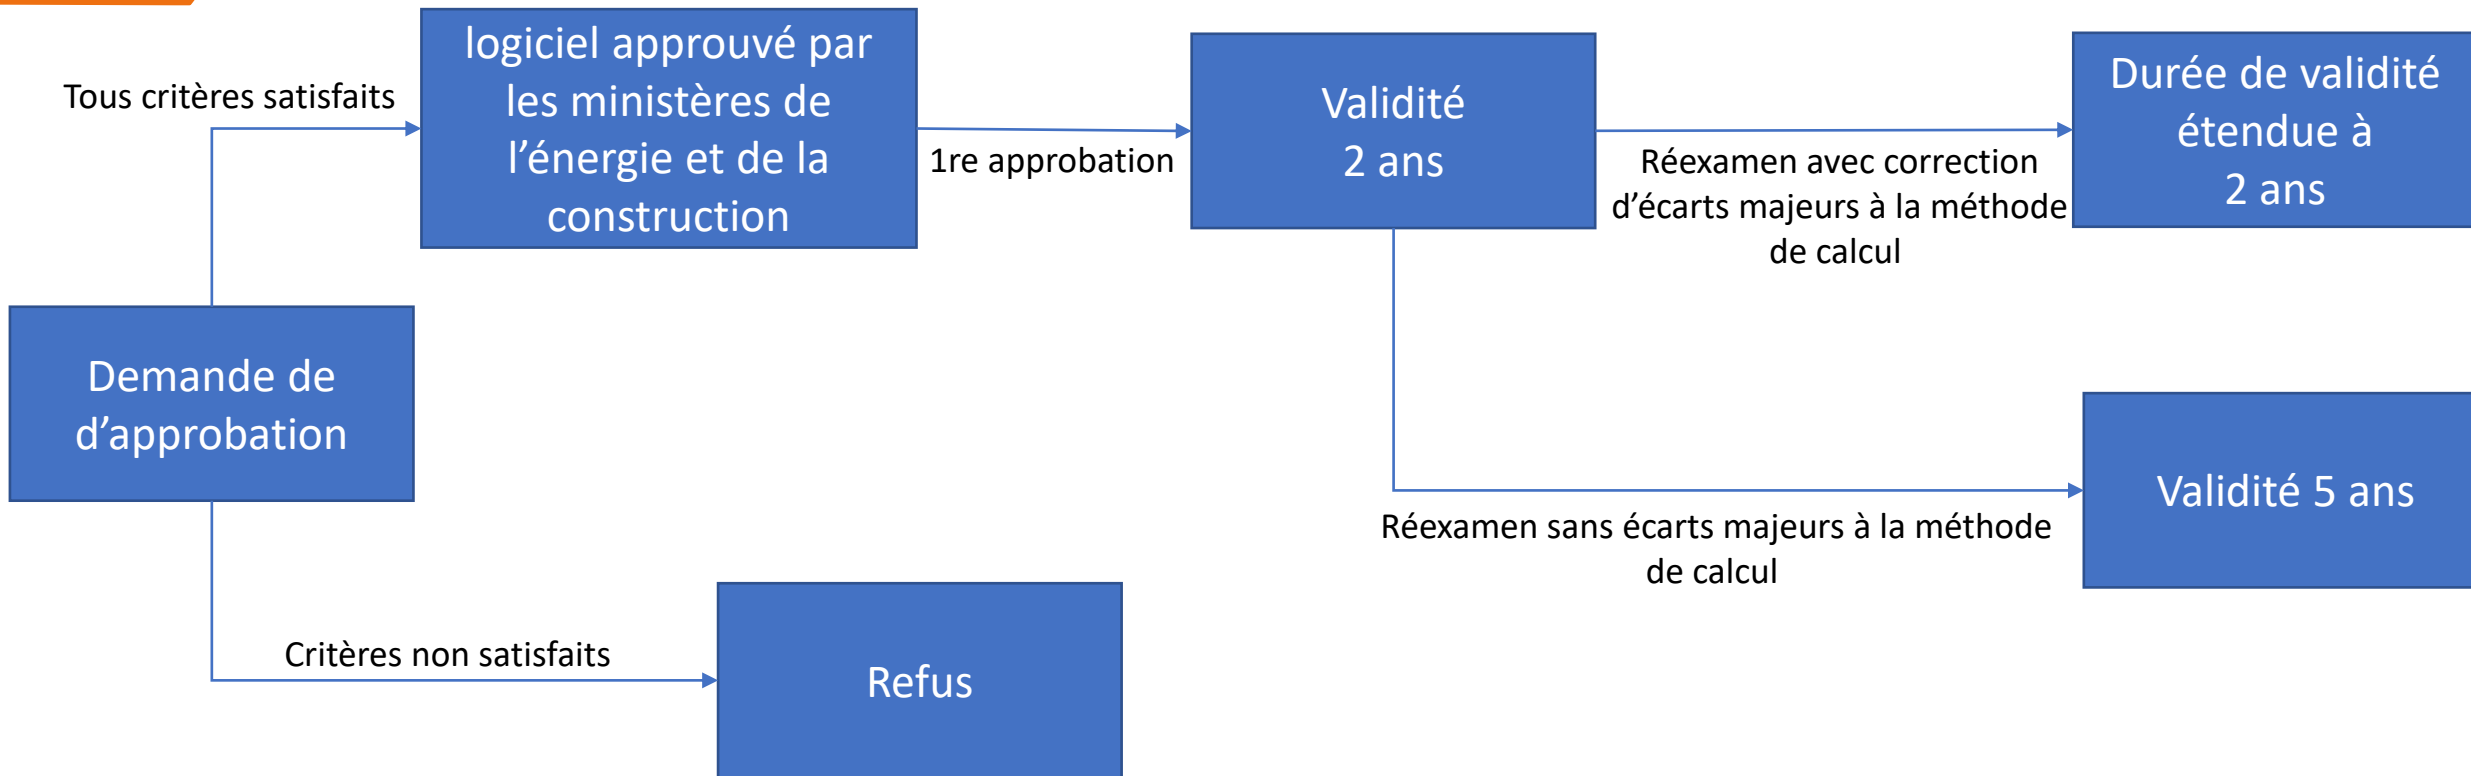 Tous critères satisfaits
logiciel approuvé par
les ministères de
l’énergie et de la
construction
1re approbation
Validité
2 ans
Réexamen avec correction
d’écarts majeurs à la méthode
de calcul
Durée de validité
étendue à
2 ans
Demande de
d’approbation
Réexamen sans écarts majeurs à la méthode
de calcul
Validité 5 ans
Critères non satisfaits
Refus